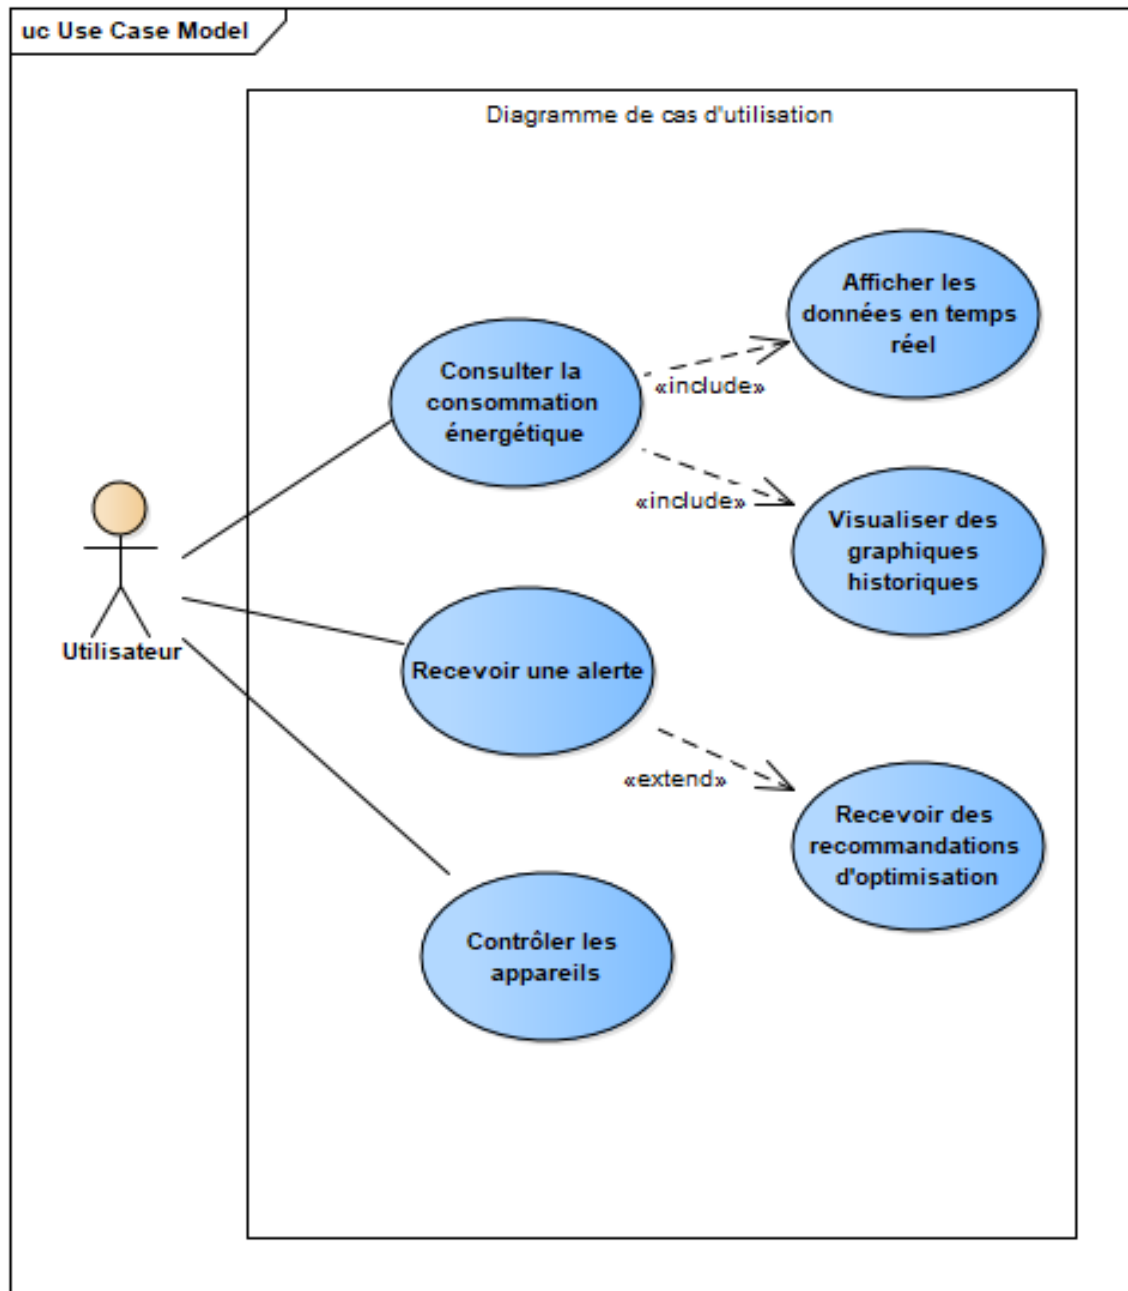 uc Use Case Model
Diagramme de cas d'utilisation
Afficher les
données en temps
réel
Consulter la
consommation
énergétique
«include»
«include»
Visualiser des
graphiques
historiques
Utilisateur
Recevoir une alerte
«extend»
Recevoir des
recommandations
d'optimisation
Contrôler les
appareils